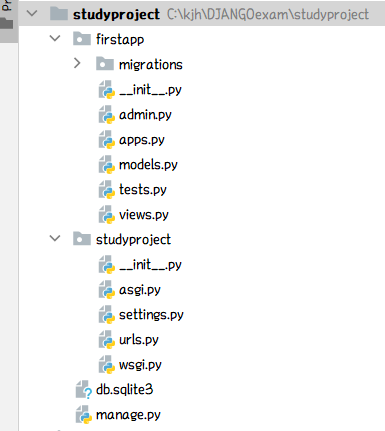 studyproject C:\kjh\DJANGOexam\studyproject
firstapp
migrations
__init__.py
admin.py
apps.py
models.py
tests.py
views.py
studyproject
__init__.py
asgi.py
settings.py
urls.py
wsgi.py
db.sqlite3
manage.py